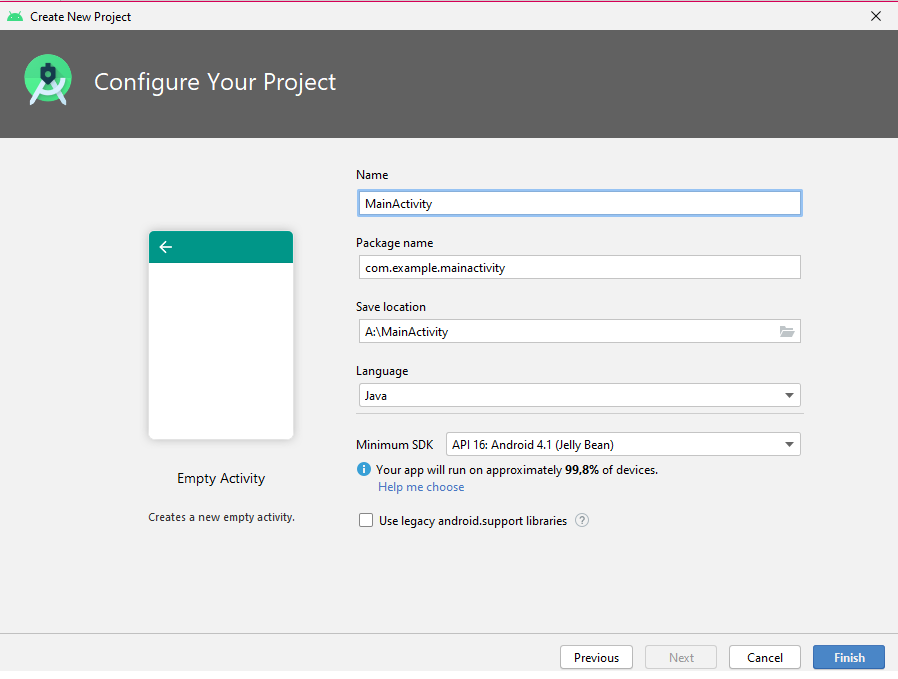 Create New Project
Configure Your Project
Name
MainActivity
Package name
com.example.mainactivity
Save location
A:\MainActivity
Language
Java
Minimum SDK API 16: Android 4.1 (Jelly Bean)
Your app will run on approximately 99,8% of devices.
Help me choose
Use legacy android.support libraries ?
Empty Activity
Creates a new empty activity.
Previous Next Cancel Finish